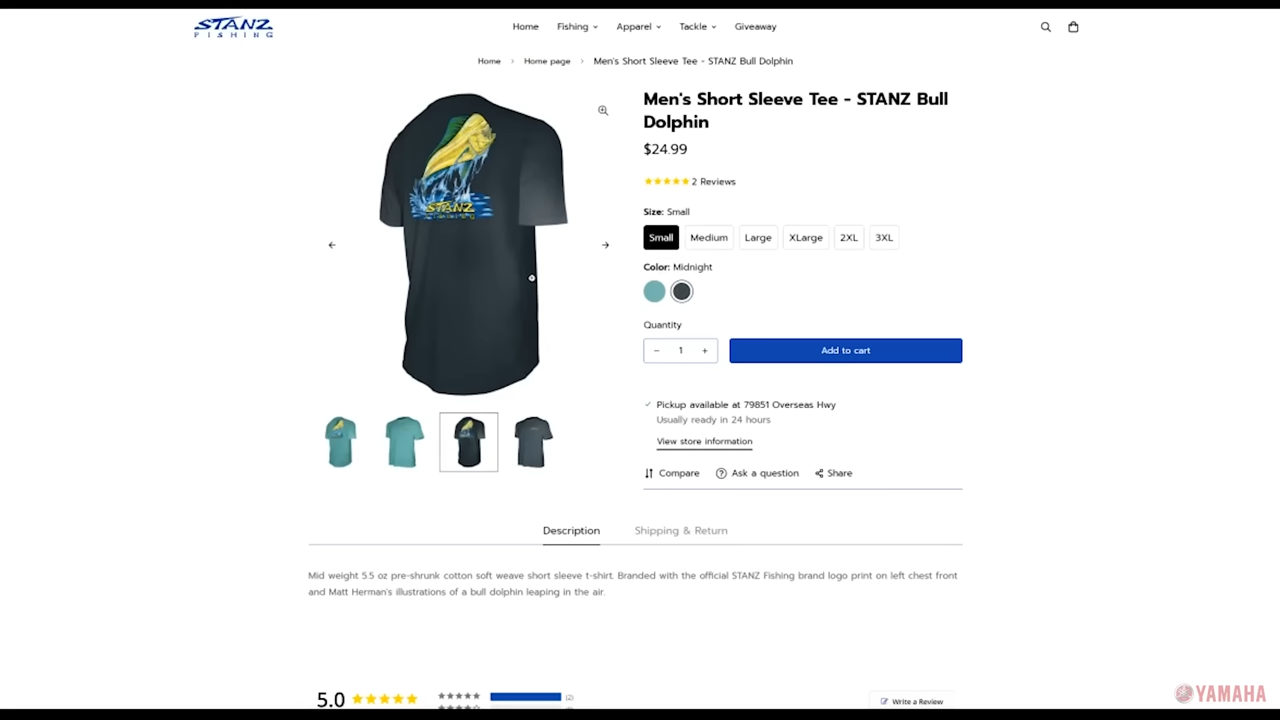 STANZ
FISHING
Home
Fishing
Apparel
Tackle
Giveaway
Home
Home page
Men's Short Sleeve Tee - STANZ Bull Dolphin
Men's Short Sleeve Tee - STANZ Bull
Dolphin
$24.99
2 Reviews
Size: Small
Small
Medium
Large
XLarge
2XL
3XL
Color: Midnight
Quantity
1
Add to cart
STANZ
Pickup available at 79851 Overseas Hwy
Usually ready in 24 hours
View store information
Compare
Ask a question
Share
Description
Shipping & Return
Mid weight 5.5 oz pre-shrunk cotton soft weave short sleeve t-shirt. Branded with the official STANZ Fishing brand logo print on left chest front
and Matt Herman's illustrations of a bull dolphin leaping in the air.
5.0
(2)
Write a Review
YAMAHA